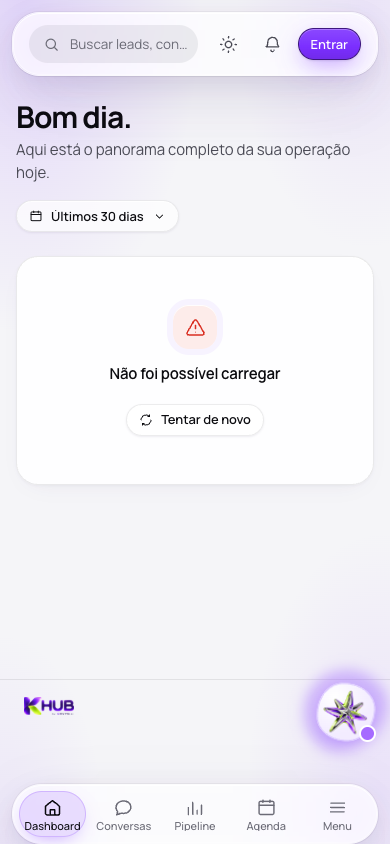 Buscar leads, con...
Entrar
Bom dia.
Aqui está o panorama completo da sua operação
hoje.
Últimos 30 dias
Não foi possível carregar
Tentar de novo
KHUB
Dashboard
Conversas
Pipeline
Agenda
Menu